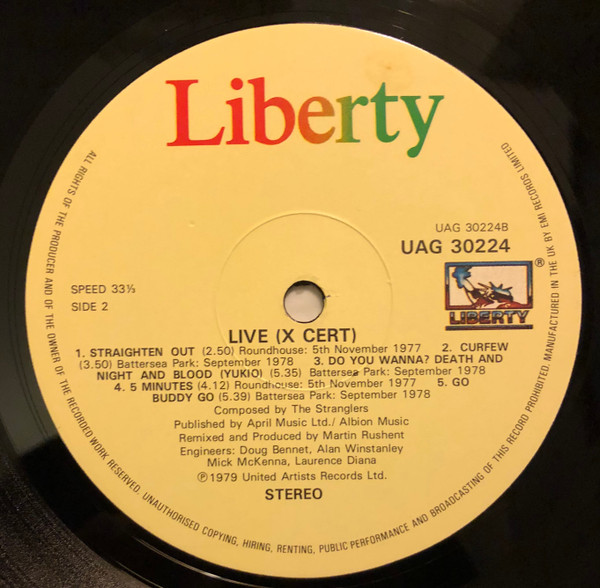 Liberty
UAG 30224B
UAG 30224
®
LIBERTY
SPEED 33⅓
SIDE 2
LIVE (X CERT)
1. STRAIGHTEN OUT (2.50) Roundhouse: 5th November 1977 2. CURFEW
(3.50) Battersea Park: September 1978 3. DO YOU WANNA? DEATH AND
NIGHT AND BLOOD (YUKIO) (5.35) Battersea Park: September 1978
4. 5 MINUTES (4.12) Roundhouse: 5th November 1977 5. GO
BUDDY GO (5.39) Battersea Park: September 1978
Composed by The Stranglers
Published by April Music Ltd./ Albion Music
Remixed and Produced by Martin Rushent
Engineers: Doug Bennet, Alan Winstanley
Mick McKenna, Laurence Diana
℗1979 United Artists Records Ltd.
STEREO
ALL RIGHTS OF THE PRODUCER AND OF THE OWNER OF THE RECORDED WORK RESERVED. UNAUTHORISED COPYING, HIRING, RENTING, PUBLIC PERFORMANCE AND BROADCASTING OF THIS RECORD PROHIBITED. MANUFACTURED IN THE UK BY EMI RECORDS LIMITED